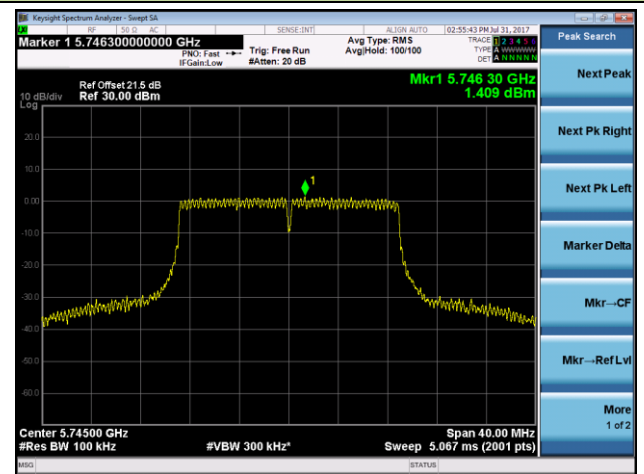 Keysight Spectrum Analyzer - Swept SA
RF 50 Ω AC SENSE:INT ALIGN AUTO 02:55:43 PM Jul 31, 2017
Marker 1 5.746300000000 GHz
PNO: Fast
IFGain:Low
Trig: Free Run
#Atten: 20 dB
Avg Type: RMS
Avg|Hold: 100/100
TRACE 1 2 3 4 5 6
TYPE A WWWWW
DET A NNNNN
Peak Search
Ref Offset 21.5 dB
10 dB/div Ref 30.00 dBm
Log
Mkr1 5.746 30 GHz
1.409 dBm
20.0
10.0
0.00
-10.0
-20.0
-30.0
-40.0
-50.0
-60.0
1
Center 5.74500 GHz
#Res BW 100 kHz
#VBW 300 kHz*
Span 40.00 MHz
Sweep 5.067 ms (2001 pts)
MSG STATUS
Next Peak
Next Pk Right
Next Pk Left
Marker Delta
Mkr→CF
Mkr→Ref Lvl
More
1 of 2